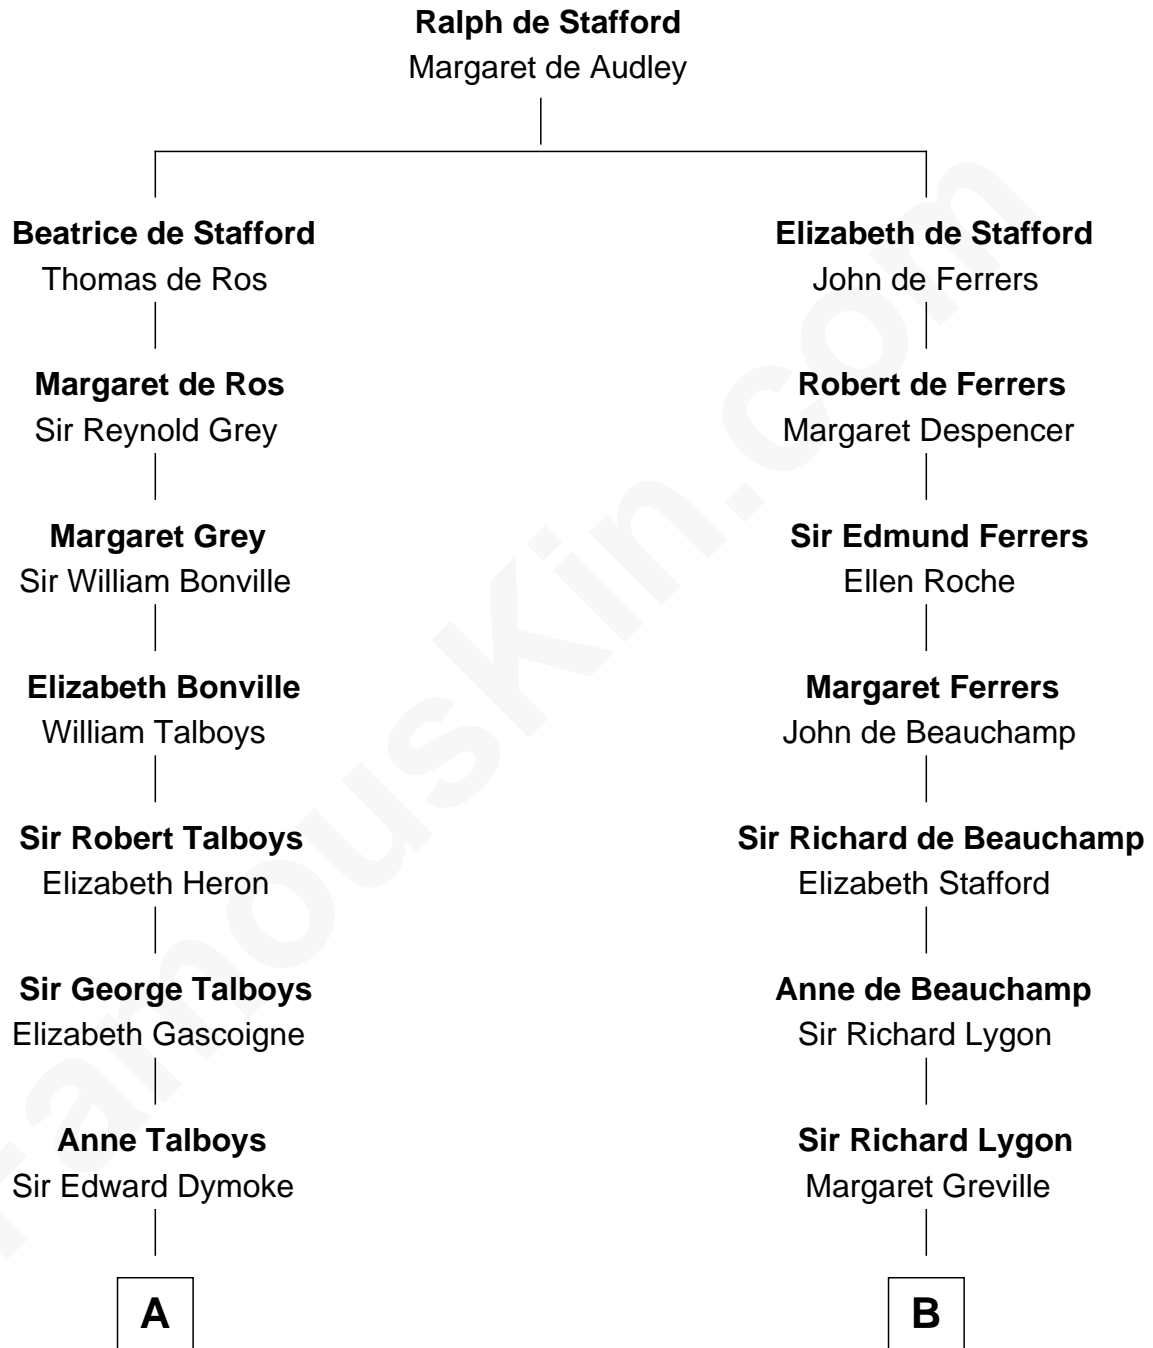 Ralph de Stafford
Margaret de Audley
Beatrice de Stafford
Thomas de Ros
Elizabeth de Stafford
John de Ferrers
Margaret de Ros
Sir Reynold Grey
Robert de Ferrers
Margaret Despencer
Margaret Grey
Sir William Bonville
Sir Edmund Ferrers
Ellen Roche
Elizabeth Bonville
William Talboys
Margaret Ferrers
John de Beauchamp
Sir Robert Talboys
Elizabeth Heron
Sir Richard de Beauchamp
Elizabeth Stafford
Sir George Talboys
Elizabeth Gascoigne
Anne de Beauchamp
Sir Richard Lygon
Anne Talboys
Sir Edward Dymoke
Sir Richard Lygon
Margaret Greville
A
B
FamousKin.com